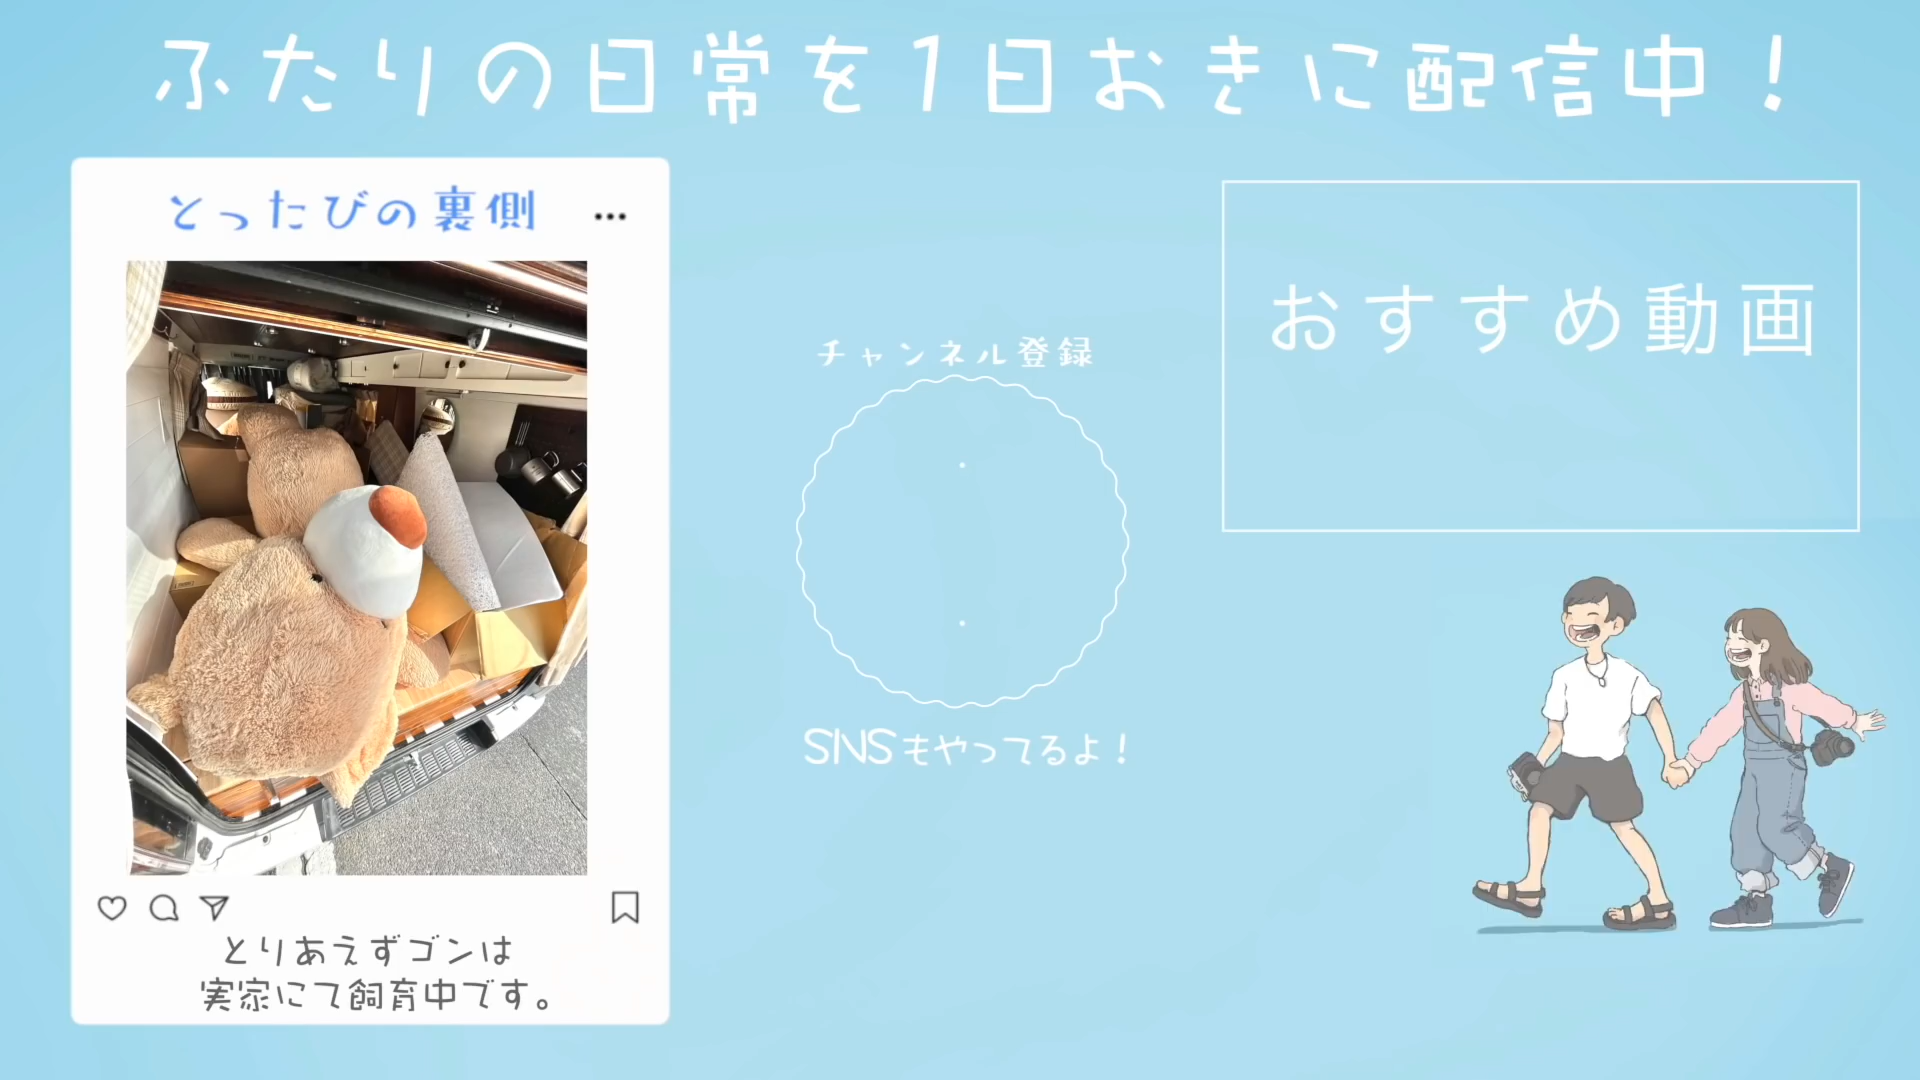 ふたりの日常を1日おきに配信中！
とったびの裏側
とりあえずゴンは
実家にて飼育中です。
チャンネル登録
SNSもやってるよ！
おすすめ動画